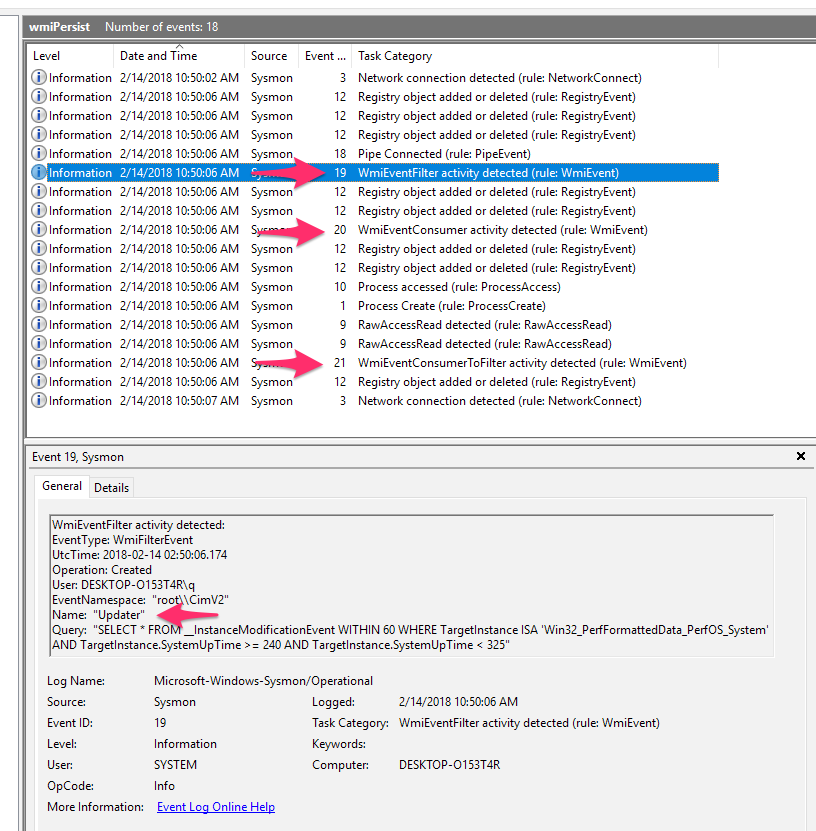 wmiPersist Number of events: 18
Level Date and Time Source Event ... Task Category
Information 2/14/2018 10:50:02 AM Sysmon 3 Network connection detected (rule: NetworkConnect)
Information 2/14/2018 10:50:06 AM Sysmon 12 Registry object added or deleted (rule: RegistryEvent)
Information 2/14/2018 10:50:06 AM Sysmon 12 Registry object added or deleted (rule: RegistryEvent)
Information 2/14/2018 10:50:06 AM Sysmon 12 Registry object added or deleted (rule: RegistryEvent)
Information 2/14/2018 10:50:06 AM Sysmon 18 Pipe Connected (rule: PipeEvent)
Information 2/14/2018 10:50:06 AM Sysmon 19 WmiEventFilter activity detected (rule: WmiEvent)
Information 2/14/2018 10:50:06 AM Sysmon 12 Registry object added or deleted (rule: RegistryEvent)
Information 2/14/2018 10:50:06 AM Sysmon 12 Registry object added or deleted (rule: RegistryEvent)
Information 2/14/2018 10:50:06 AM Sysmon 20 WmiEventConsumer activity detected (rule: WmiEvent)
Information 2/14/2018 10:50:06 AM Sysmon 12 Registry object added or deleted (rule: RegistryEvent)
Information 2/14/2018 10:50:06 AM Sysmon 12 Registry object added or deleted (rule: RegistryEvent)
Information 2/14/2018 10:50:06 AM Sysmon 10 Process accessed (rule: ProcessAccess)
Information 2/14/2018 10:50:06 AM Sysmon 1 Process Create (rule: ProcessCreate)
Information 2/14/2018 10:50:06 AM Sysmon 9 RawAccessRead detected (rule: RawAccessRead)
Information 2/14/2018 10:50:06 AM Sysmon 9 RawAccessRead detected (rule: RawAccessRead)
Information 2/14/2018 10:50:06 AM Sysmon 21 WmiEventConsumerToFilter activity detected (rule: WmiEvent)
Information 2/14/2018 10:50:06 AM Sysmon 12 Registry object added or deleted (rule: RegistryEvent)
Information 2/14/2018 10:50:07 AM Sysmon 3 Network connection detected (rule: NetworkConnect)
Event 19, Sysmon
General Details
WmiEventFilter activity detected:
EventType: WmiFilterEvent
UtcTime: 2018-02-14 02:50:06.174
Operation: Created
User: DESKTOP-O153T4R\q
EventNamespace:  "root\\CimV2"
Name:  "Updater"
Query:  "SELECT * FROM __InstanceModificationEvent WITHIN 60 WHERE TargetInstance ISA 'Win32_PerfFormattedData_PerfOS_System'
AND TargetInstance.SystemUpTime >= 240 AND TargetInstance.SystemUpTime < 325"
Log Name: Microsoft-Windows-Sysmon/Operational
Source: Sysmon Logged: 2/14/2018 10:50:06 AM
Event ID: 19 Task Category: WmiEventFilter activity detected (rule: WmiEvent)
Level: Information Keywords:
User: SYSTEM Computer: DESKTOP-O153T4R
OpCode: Info
More Information: Event Log Online Help